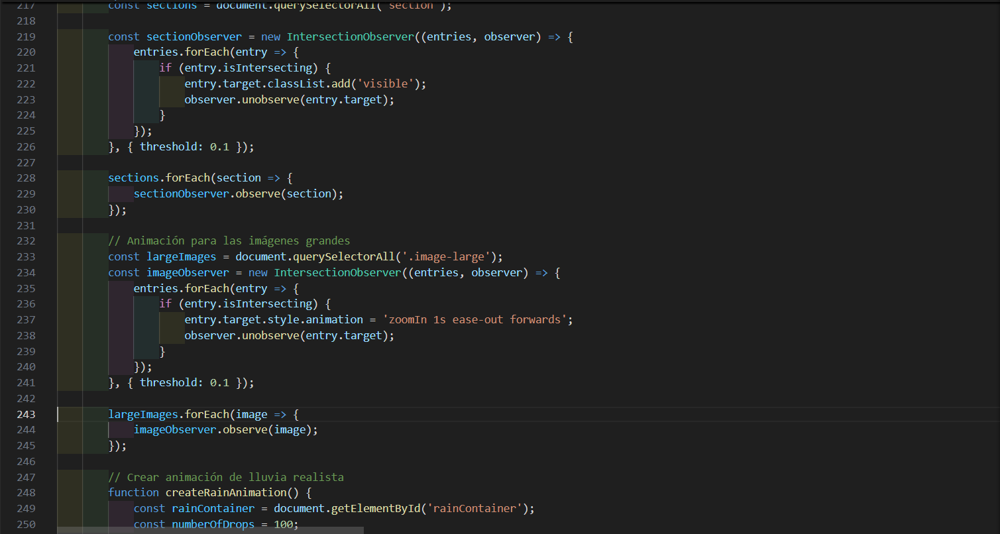 217 const sections = document.querySelectorAll('section');
218
219 const sectionObserver = new IntersectionObserver((entries, observer) => {
220 entries.forEach(entry => {
221 if (entry.isIntersecting) {
222 entry.target.classList.add('visible');
223 observer.unobserve(entry.target);
224 }
225 });
226 }, { threshold: 0.1 });
227
228 sections.forEach(section => {
229 sectionObserver.observe(section);
230 });
231
232 // Animación para las imágenes grandes
233 const largeImages = document.querySelectorAll('.image-large');
234 const imageObserver = new IntersectionObserver((entries, observer) => {
235 entries.forEach(entry => {
236 if (entry.isIntersecting) {
237 entry.target.style.animation = 'zoomIn 1s ease-out forwards';
238 observer.unobserve(entry.target);
239 }
240 });
241 }, { threshold: 0.1 });
242
243 largeImages.forEach(image => {
244 imageObserver.observe(image);
245 });
246
247 // Crear animación de lluvia realista
248 function createRainAnimation() {
249 const rainContainer = document.getElementById('rainContainer');
250 const numberOfDrops = 100;